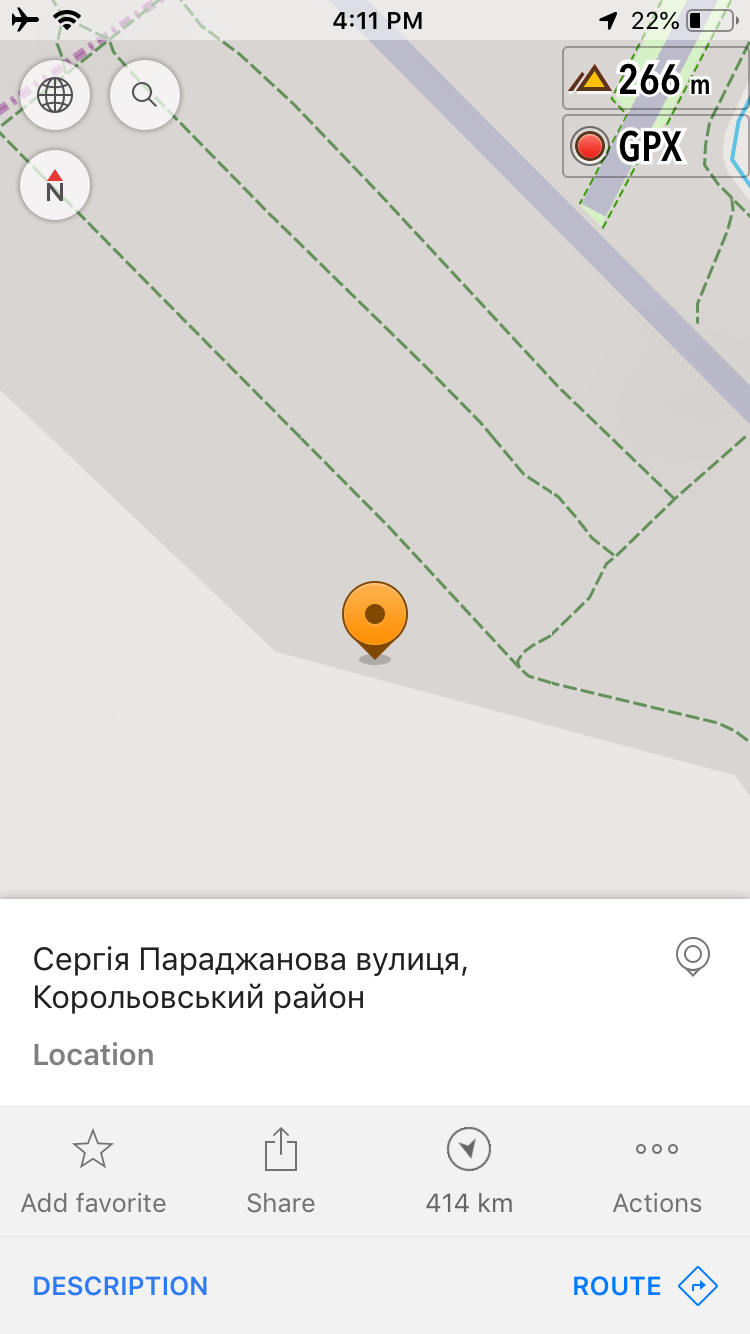 4:11 PM
22%
266 m
GPX
N
Сергія Параджанова вулиця,
Корольовський район
Location
Add favorite
Share
414 km
Actions
DESCRIPTION
ROUTE